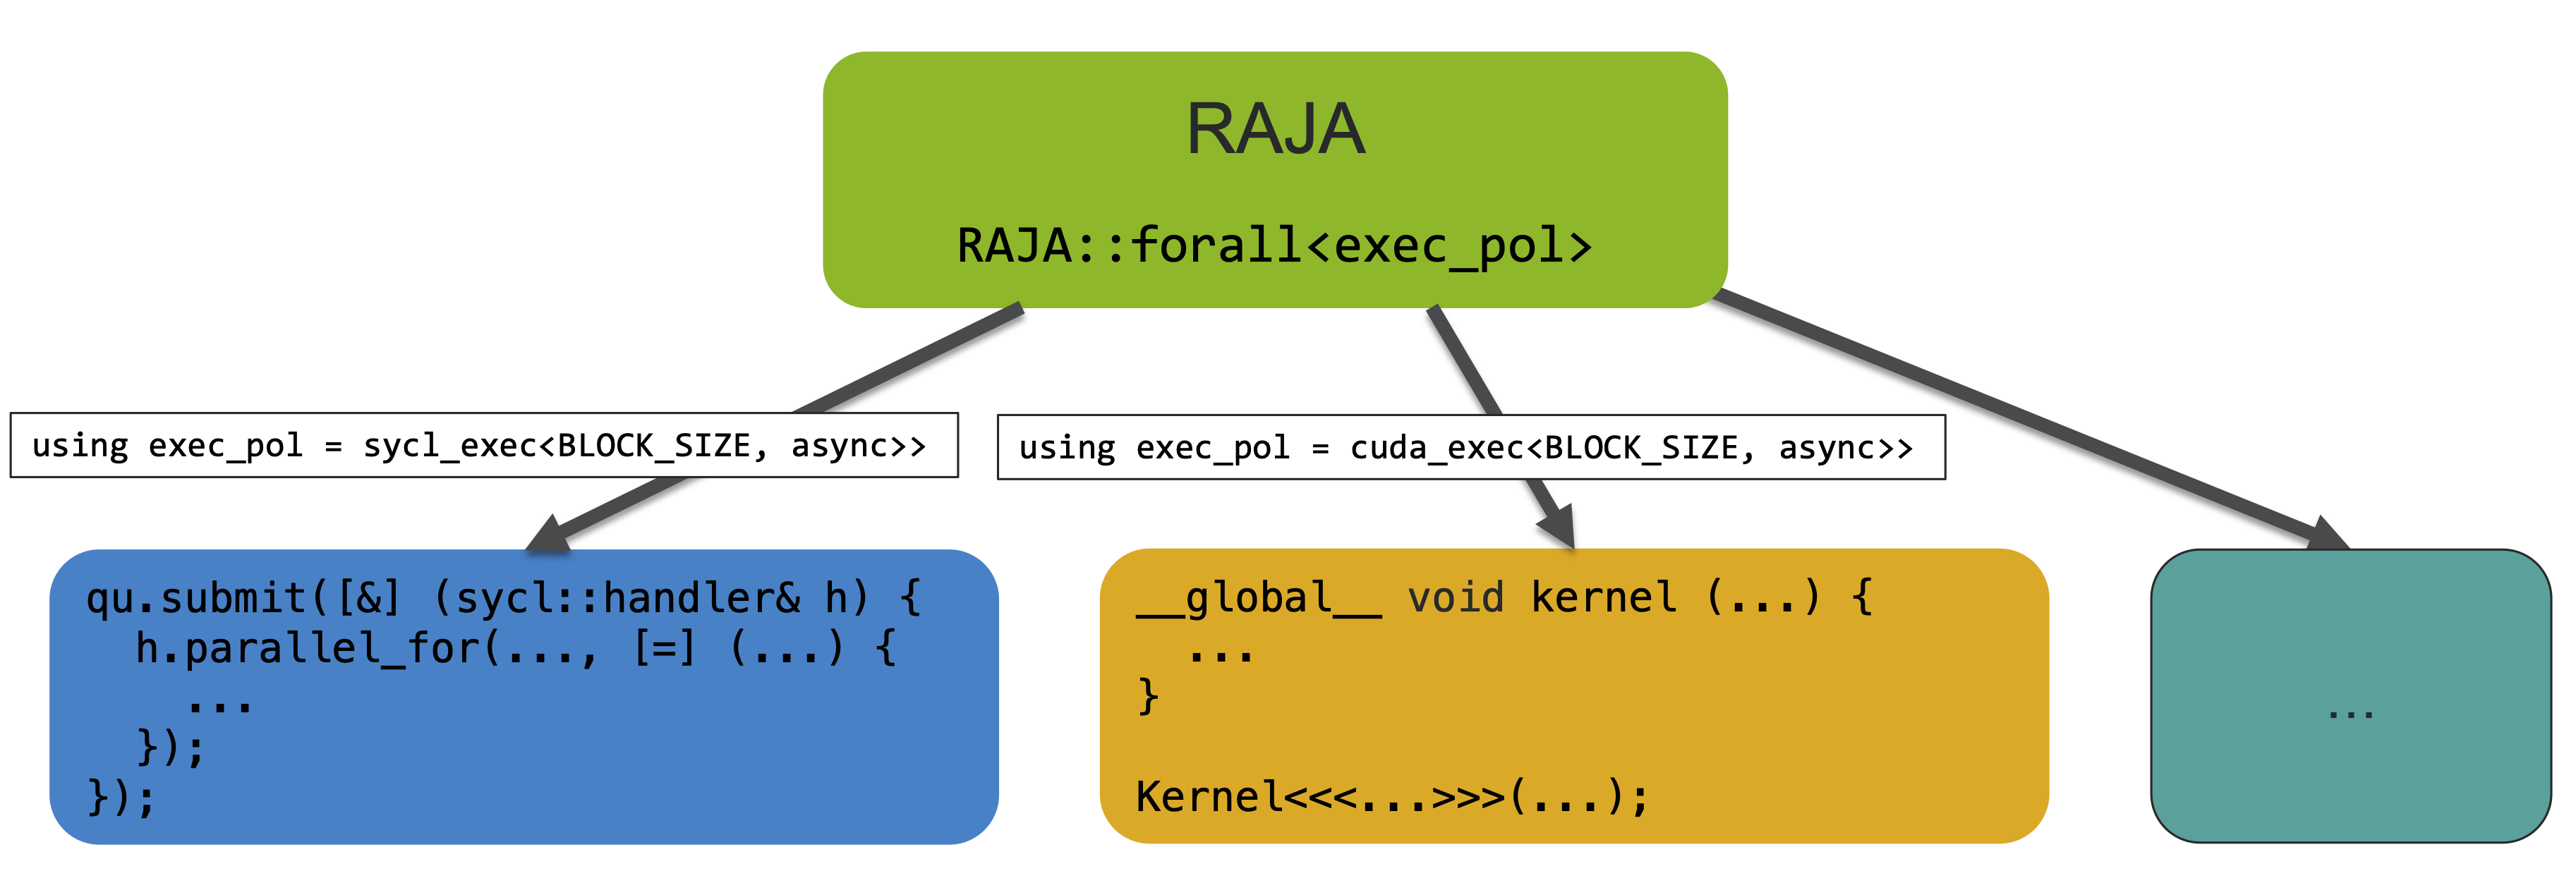 RAJA
RAJA::forall<exec_pol>
using exec_pol = sycl_exec<BLOCK_SIZE, async>>
using exec_pol = cuda_exec<BLOCK_SIZE, async>>
qu.submit([&] (sycl::handler& h) {
  h.parallel_for(..., [=] (...) {
    ...
  });
});
__global__ void kernel (...) {
  ...
}
Kernel<<<...>>>(...);
...